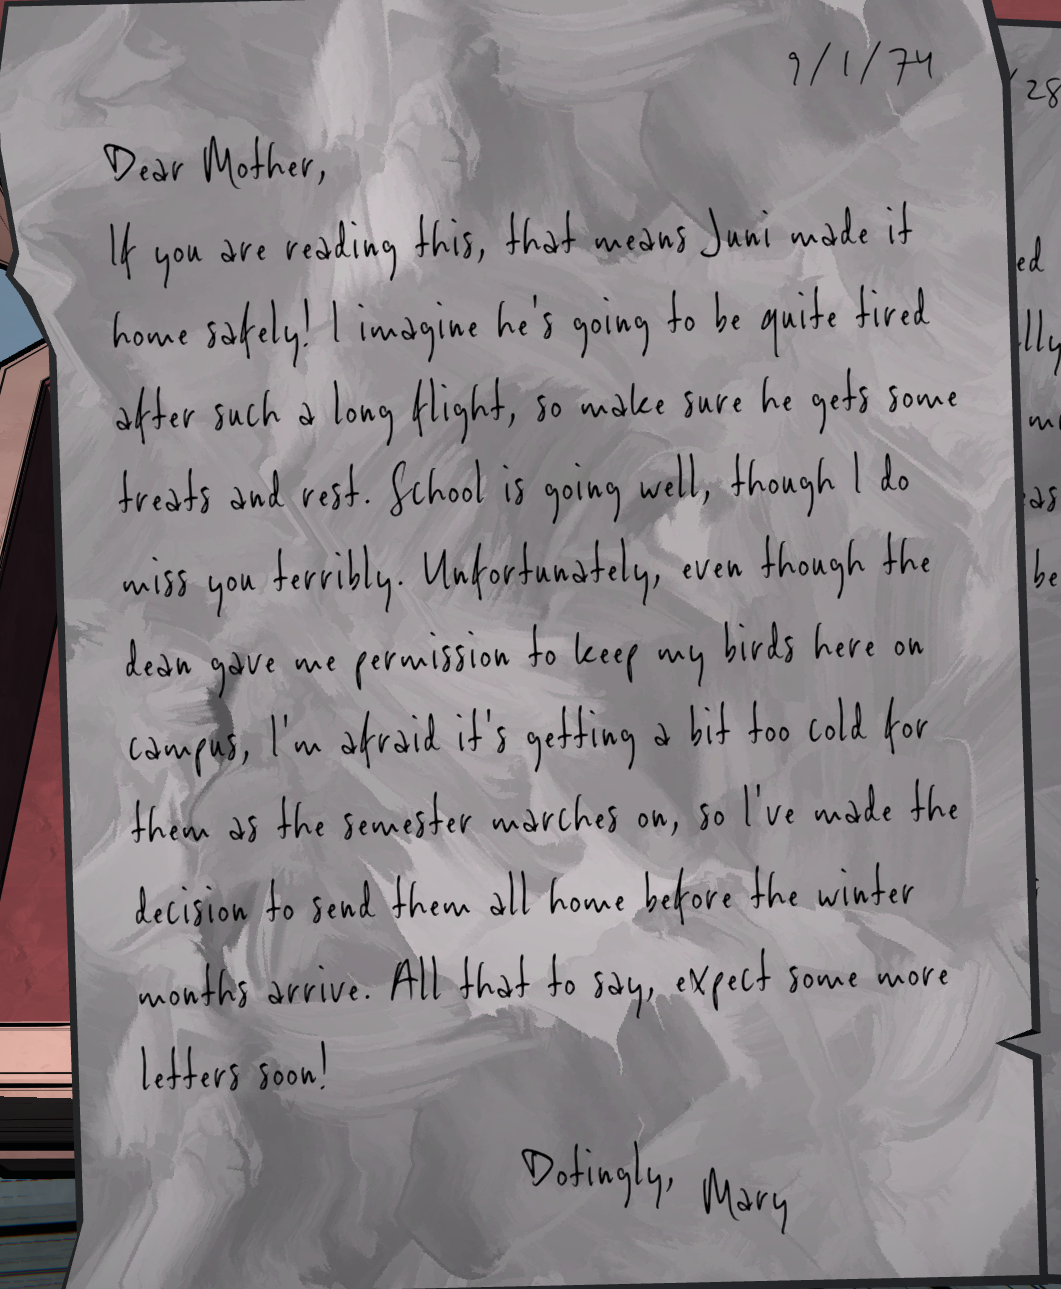 9/1/74
Dear Mother,
If you are reading this, that means Juni made it
home safely! I imagine he's going to be quite tired
after such a long flight, so make sure he gets some
treats and rest. School is going well, though I do
miss you terribly. Unfortunately, even though the
dean gave me permission to keep my birds here on
campus, I'm afraid it's getting a bit too cold for
them as the semester marches on, so I've made the
decision to send them all home before the winter
months arrive. All that to say, expect some more
letters soon!
Dotingly, Mary